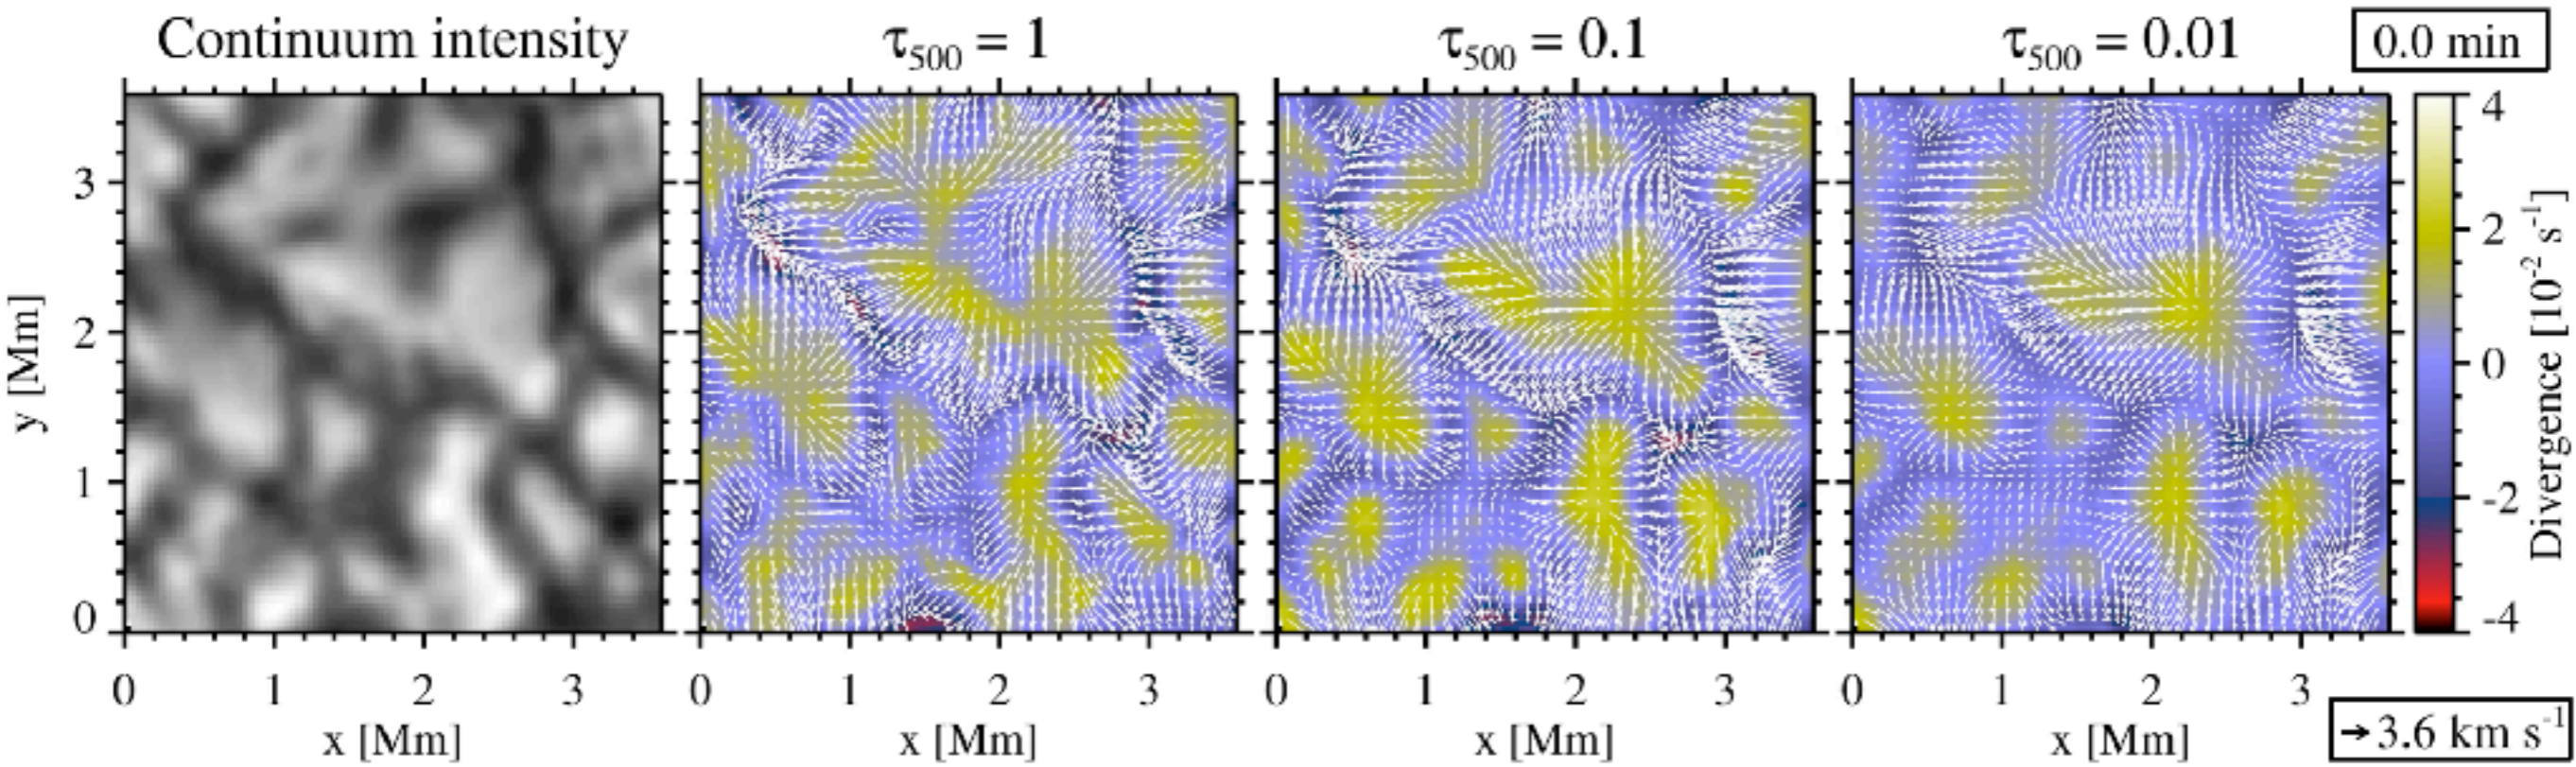 Continuum intensity
τ500 = 1
τ500 = 0.1
τ500 = 0.01
0.0 min
y [Mm]
3
2
1
0
4
2
0
-2
-4
Divergence [10-2 s-1]
0 1 2 3
0 1 2 3
0 1 2 3
0 1 2 3
x [Mm]
x [Mm]
x [Mm]
x [Mm]
→3.6 km s-1